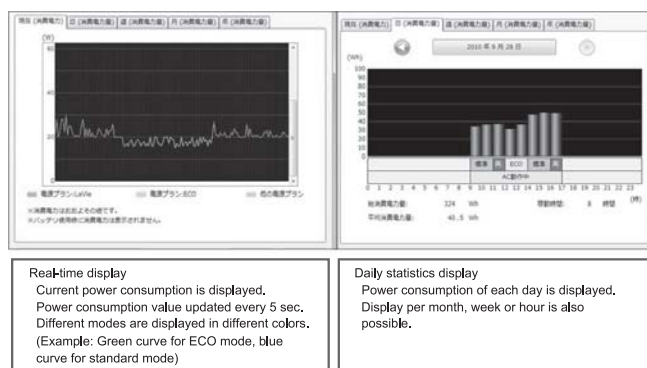 現在 (消費電力) 日 (消費電力量) 週 (消費電力量) 月 (消費電力量) 年 (消費電力量)
(W)
60
40
20
0
電源プラン:LaVie 電源プラン:ECO 他の電源プラン
※消費電力はおおよその値です。
※バッテリ使用時に消費電力は表示されません。
現在 (消費電力) 日 (消費電力量) 週 (消費電力量) 月 (消費電力量) 年 (消費電力量)
2010 年 9 月 28 日
(Wh)
100
90
80
70
60
50
40
30
20
10
0
標準 ECO 標準
AC動作中
0 1 2 3 4 5 6 7 8 9 10 11 12 13 14 15 16 17 18 19 20 21 22 23 (時)
総消費電力量: 324 Wh 稼動時間: 8 時間
平均消費電力量: 40.5 Wh
Real-time display
Current power consumption is displayed.
Power consumption value updated every 5 sec.
Different modes are displayed in different colors.
(Example: Green curve for ECO mode, blue
curve for standard mode)
Daily statistics display
Power consumption of each day is displayed.
Display per month, week or hour is also
possible.